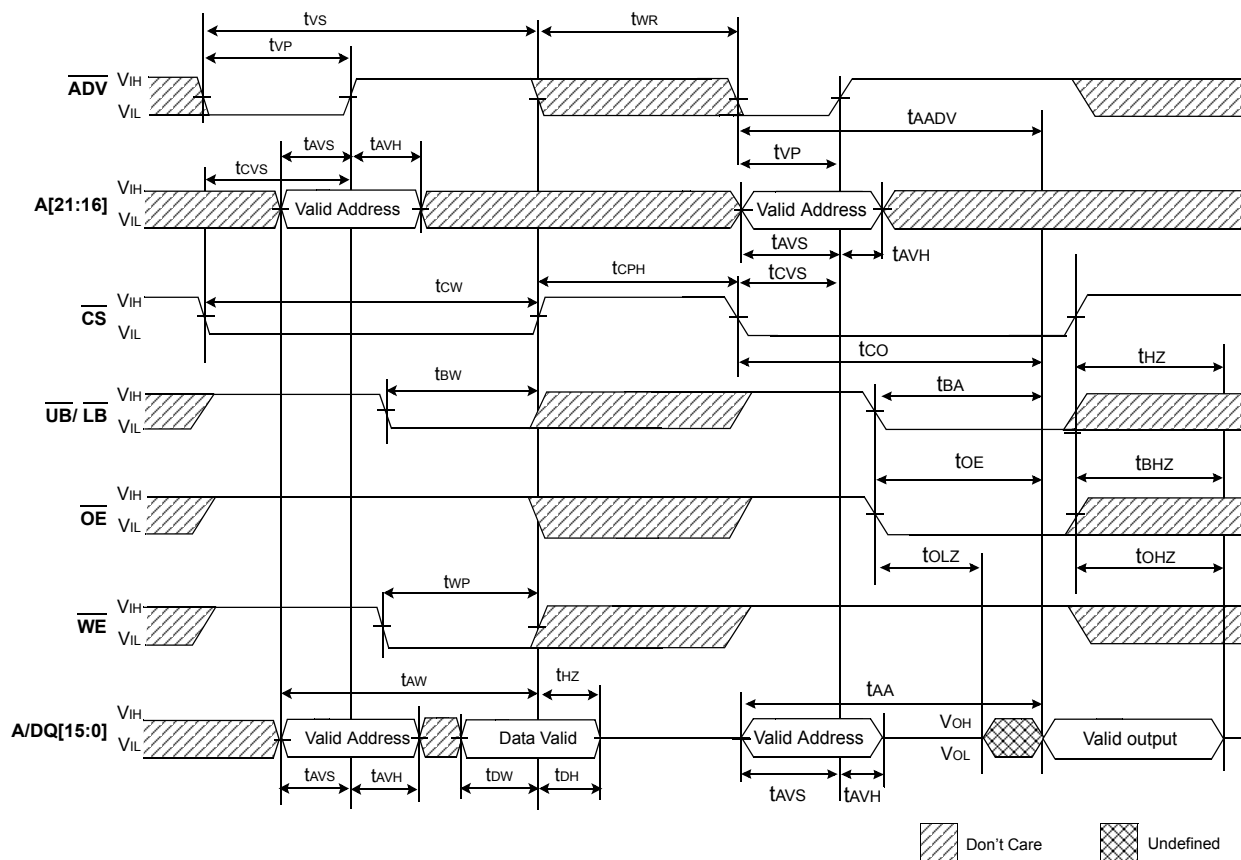 tVS
tWR
tVP
ADV
VIH
VIL
tAADV
tAVS
tAVH
tVP
tCVS
A[21:16]
VIH
VIL
Valid Address
Valid Address
tAVS
tAVH
tCPH
tCVS
tCW
CS
VIH
VIL
tCO
tHZ
tBW
tBA
UB/ LB
VIH
VIL
tOE
tBHZ
OE
VIH
VIL
tOLZ
tOHZ
tWP
WE
VIH
VIL
tAW
tHZ
tAA
A/DQ[15:0]
VIH
VIL
Valid Address
Data Valid
Valid Address
VOH
VOL
Valid output
tAVS
tAVH
tDW
tDH
tAVS
tAVH
Don't Care
Undefined